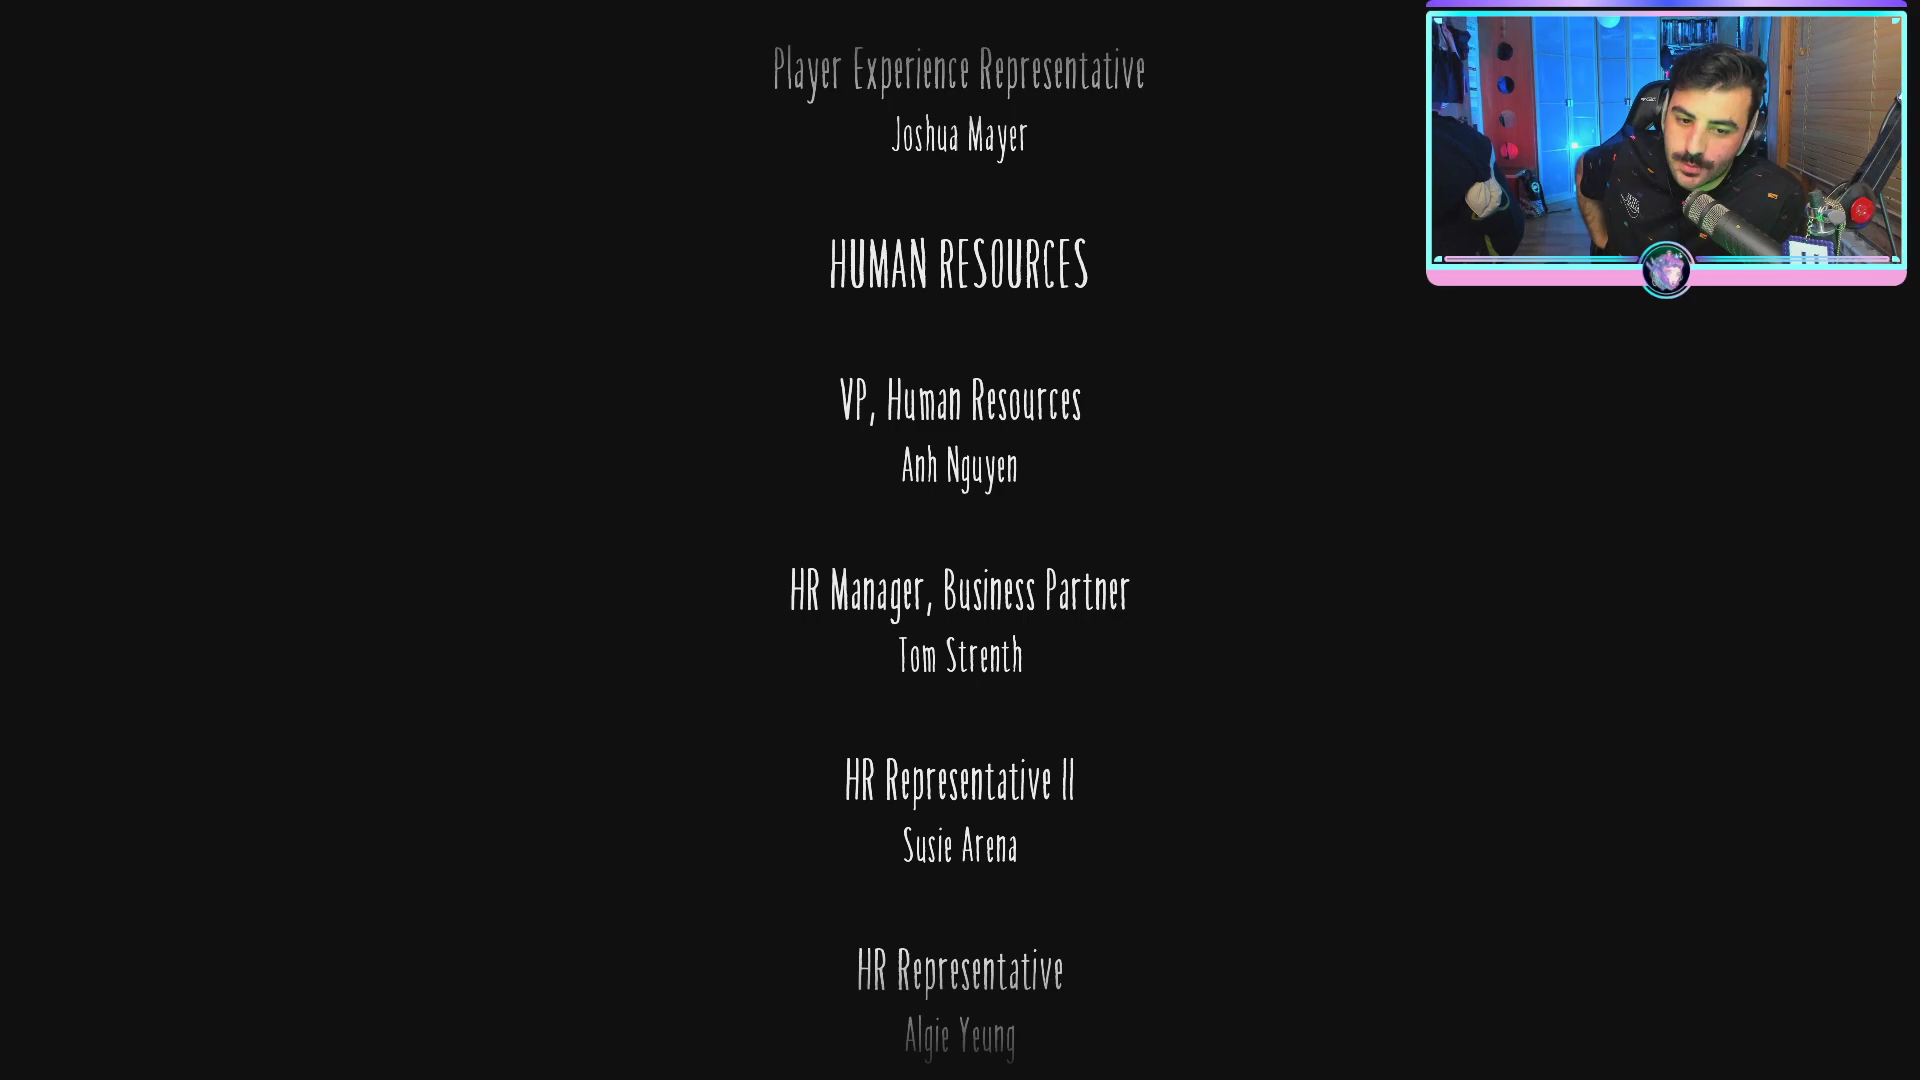 Player Experience Representative
Joshua Mayer
HUMAN RESOURCES
VP, Human Resources
Anh Nguyen
HR Manager, Business Partner
Tom Strenth
HR Representative II
Susie Arena
HR Representative
Algie Yeung